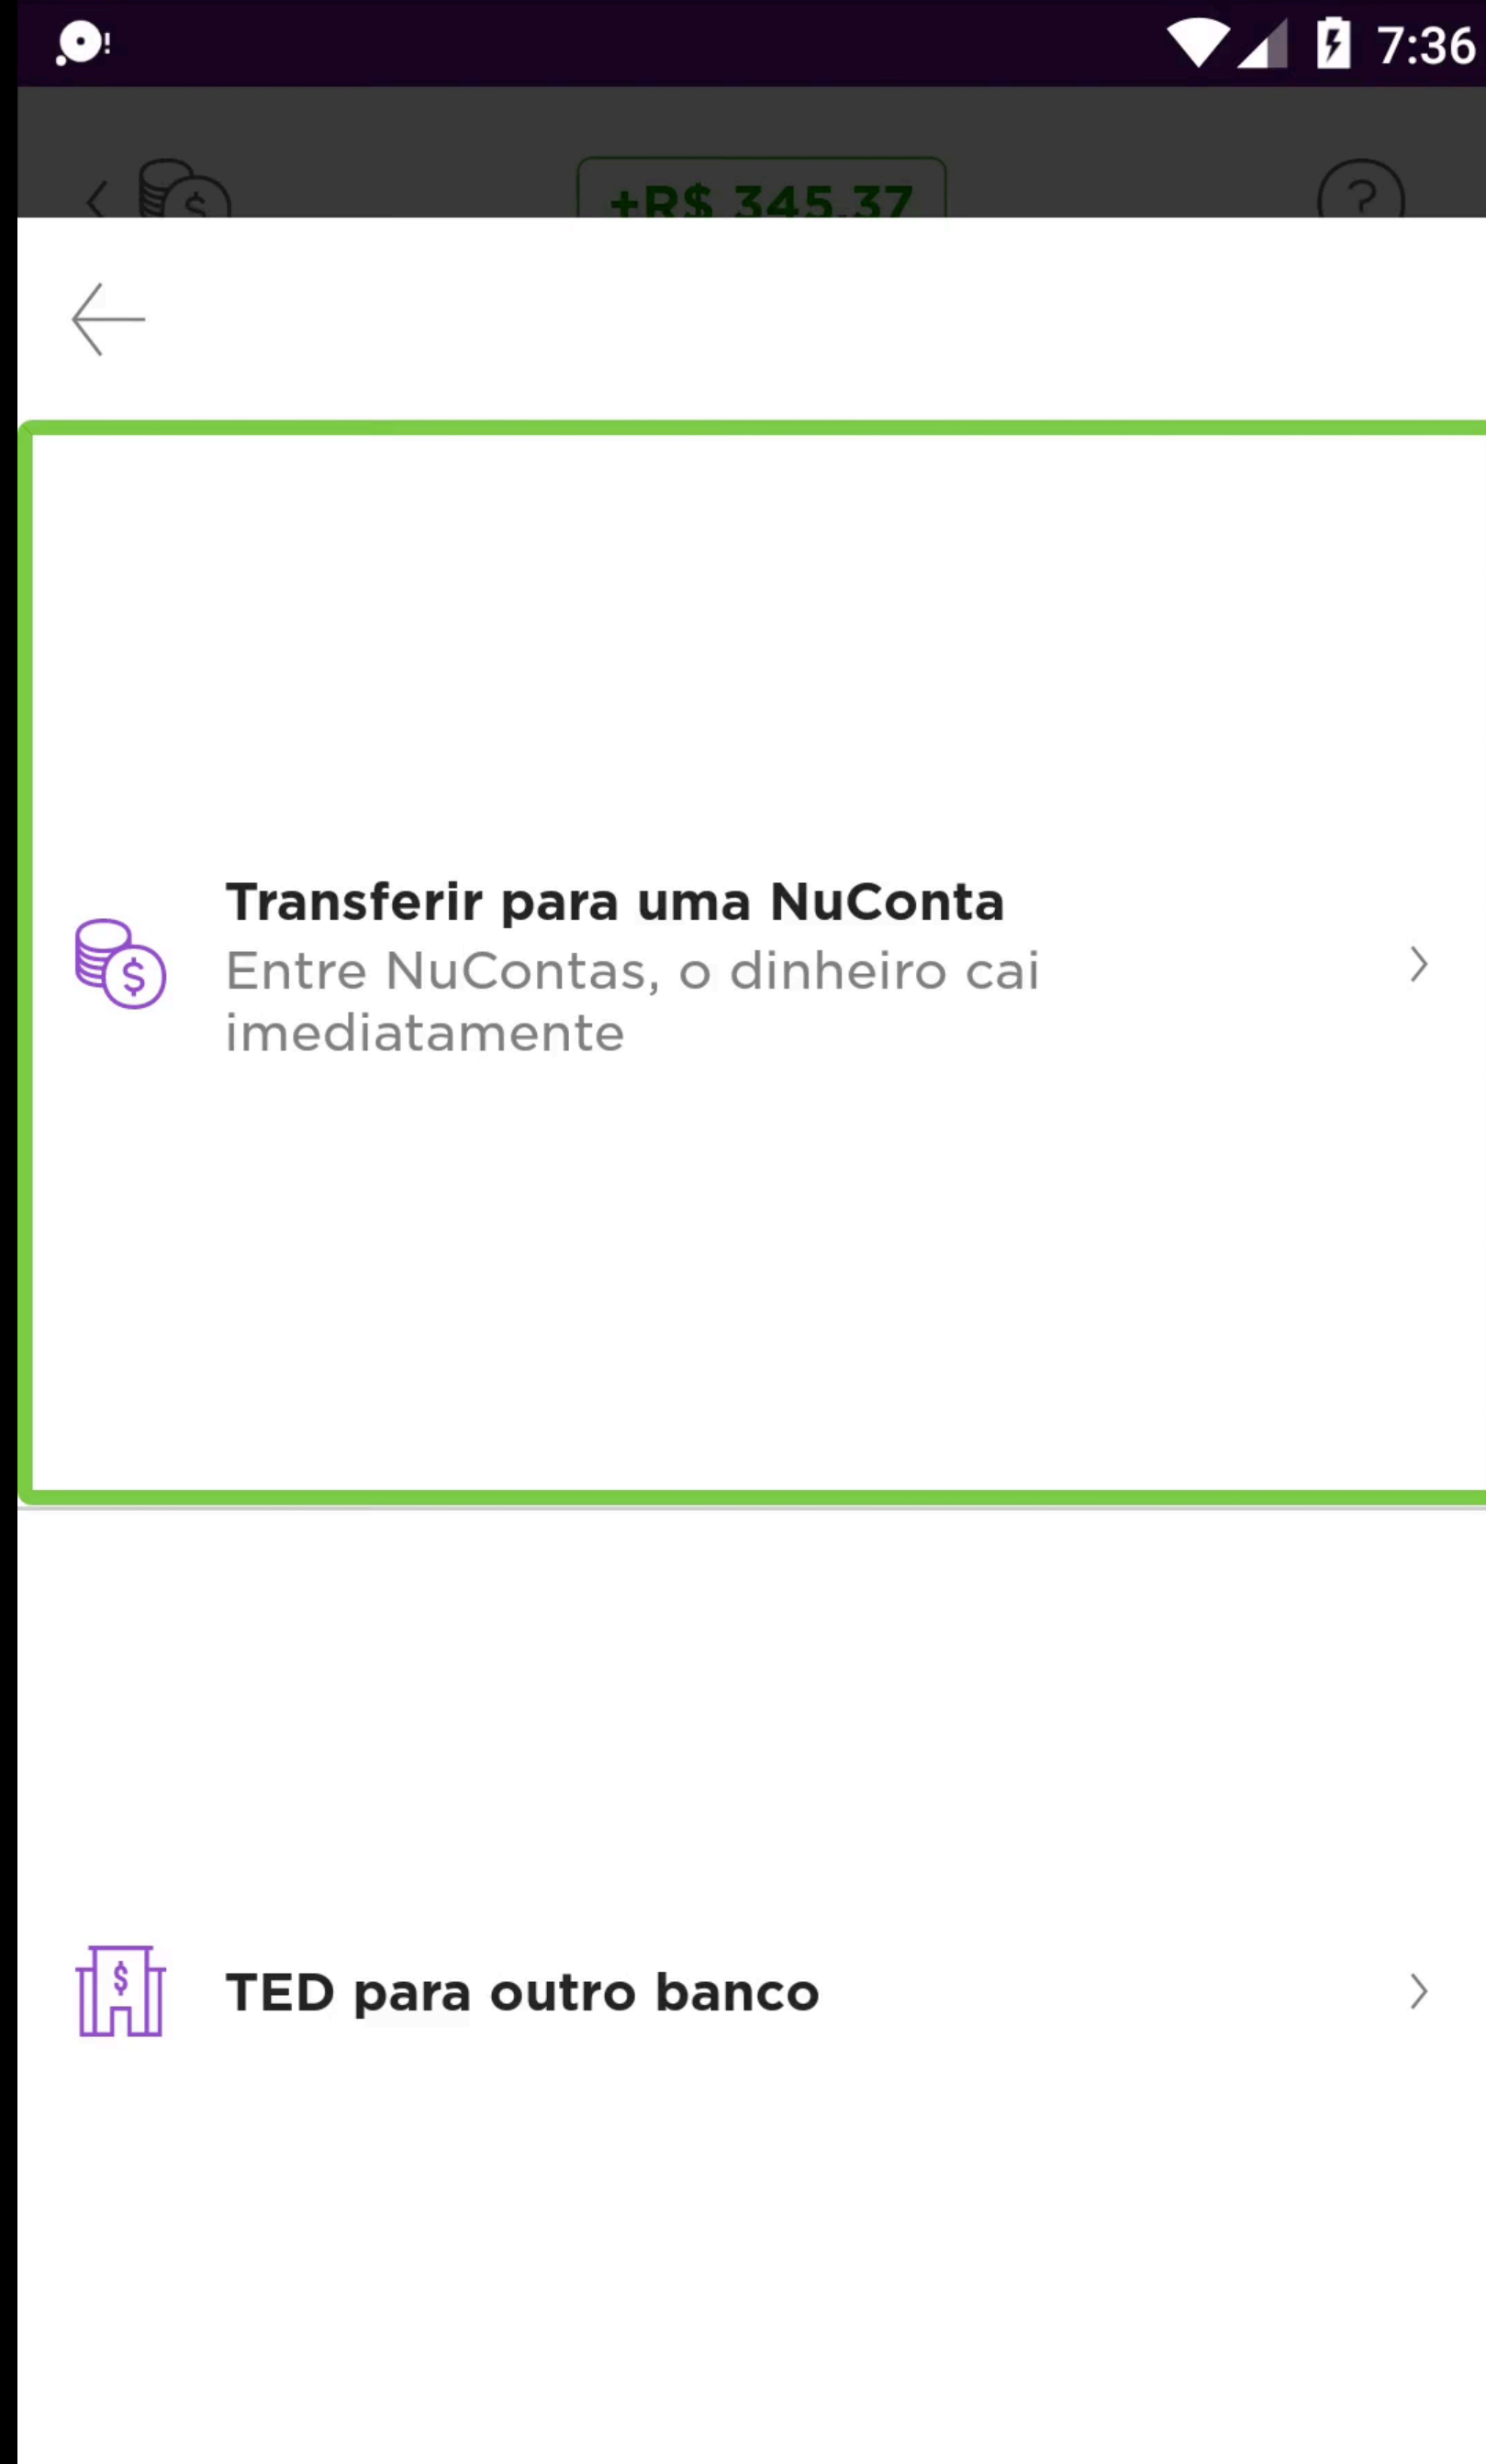 7:36
+R$ 345,37
Transferir para uma NuConta
Entre NuContas, o dinheiro cai
imediatamente
TED para outro banco